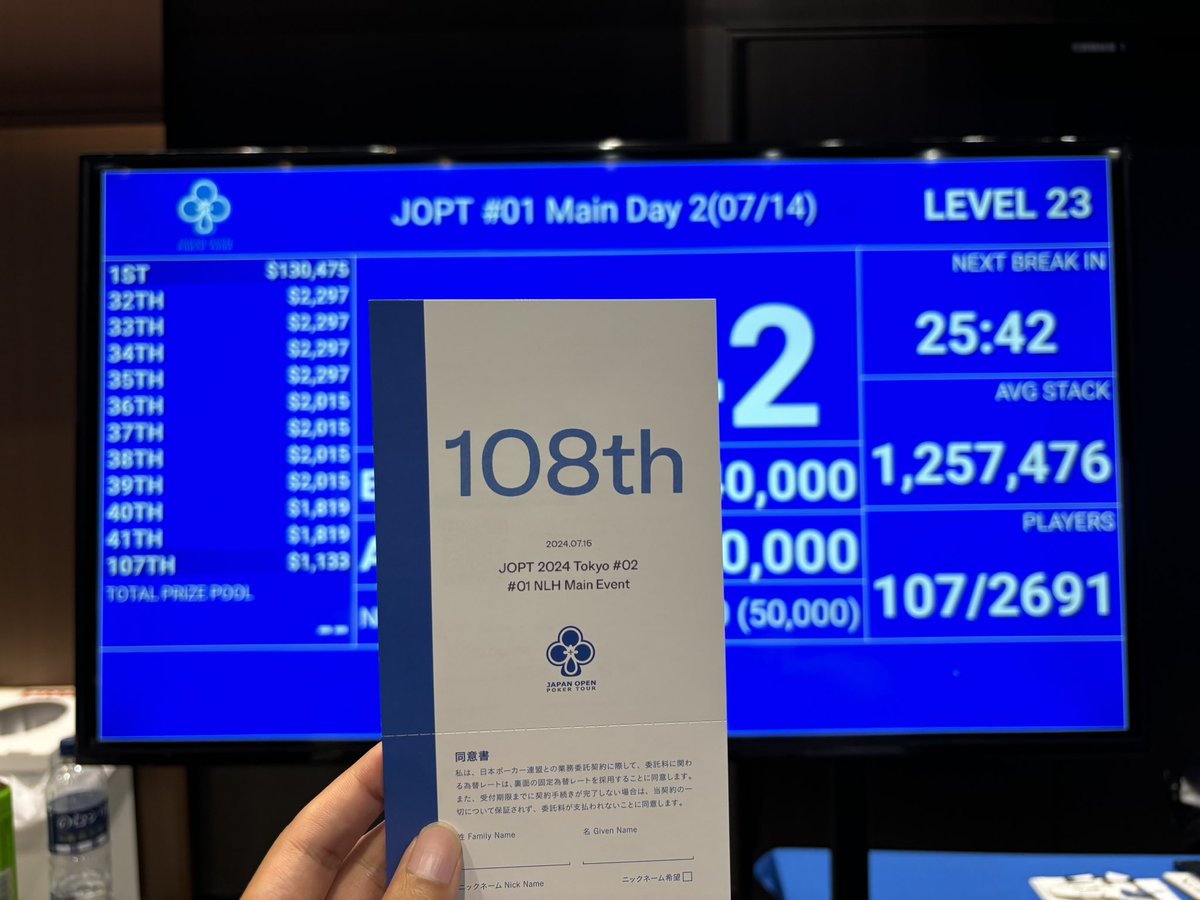 JOPT #01 Main Day 2(07/14)
LEVEL 23
1ST $130,475
32TH $2,297
33TH $2,297
34TH $2,297
35TH $2,297
36TH $2,015
37TH $2,015
38TH $2,015
39TH $2,015
40TH $1,819
41TH $1,819
107TH $1,133
TOTAL PRIZE POOL
2
0,000
0,000
(50,000)
NEXT BREAK IN
25:42
AVG STACK
1,257,476
PLAYERS
107/2691
108th
2024.07.16
JOPT 2024 Tokyo #02
#01 NLH Main Event
JAPAN OPEN
POKER TOUR
同意書
私は、日本ポーカー連盟との業務委託契約に際して、委託料に関わ
る為替レートは、裏面の固定為替レートを採用することに同意します。
また、受付期限までに契約手続きが完了しない場合は、当契約の一
切について保証されず、委託料が支払われないことに同意します。
姓 Family Name
名 Given Name
ニックネーム Nick Name
ニックネーム希望